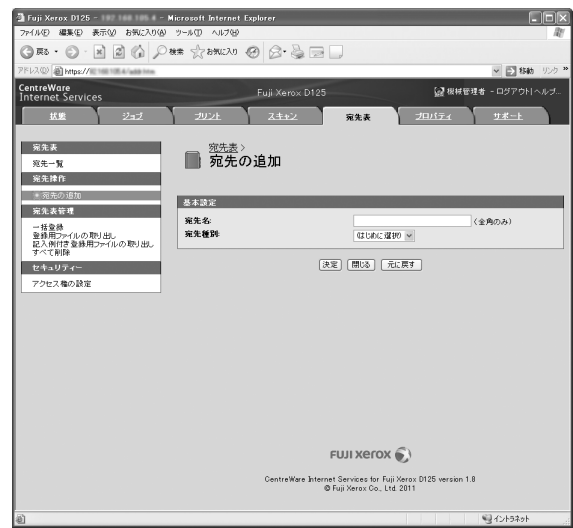 Fuji Xerox D125 - - Microsoft Internet Explorer
ファイル(F) 編集(E) 表示(V) お気に入り(A) ツール(T) ヘルプ(H)
戻る 検索 お気に入り
アドレス(D) https:// 移動 リンク »
CentreWare
Internet Services
Fuji Xerox D125
機械管理者 - ログアウト|ヘルプ...
状態 ジョブ プリント スキャン 宛先表 プロパティ サポート
宛先表
宛先一覧
宛先操作
宛先の追加
宛先表管理
一括登録
登録用ファイルの取り出し
記入例付き登録用ファイルの取り出し
すべて削除
セキュリティー
アクセス権の設定
宛先表 >
宛先の追加
基本設定
宛先名: (全角のみ)
宛先種別: (はじめに選択)
決定 閉じる 元に戻す
FUJI XEROX
CentreWare Internet Services for Fuji Xerox D125 version 1.8
© Fuji Xerox Co., Ltd. 2011
イントラネット